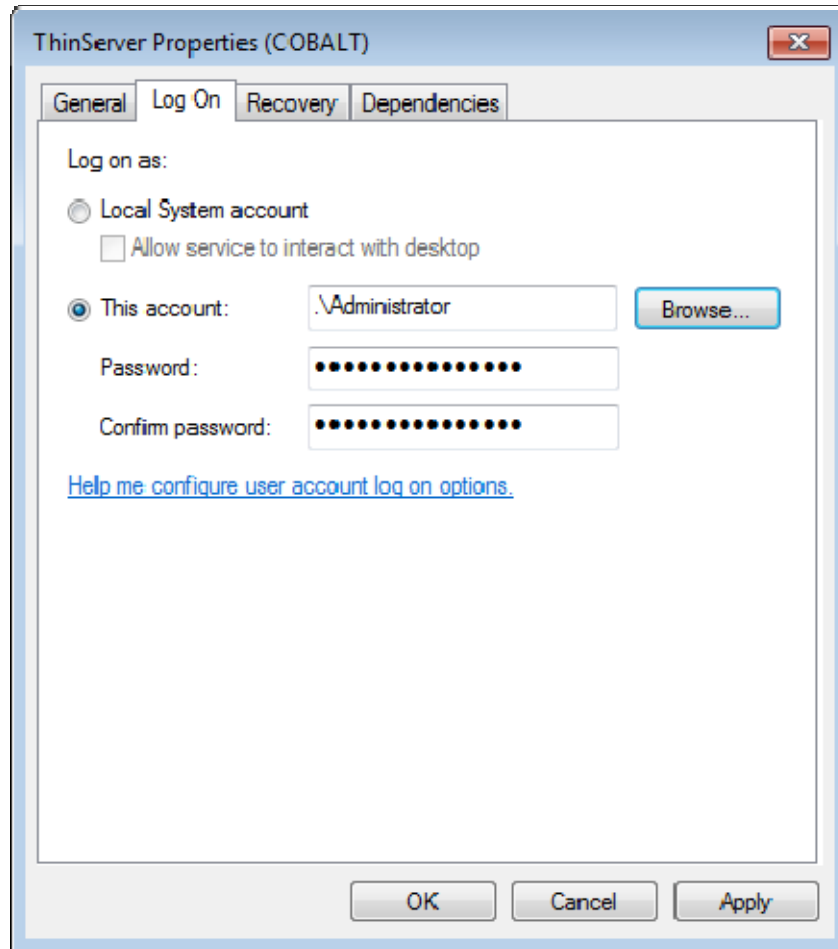 ThinServer Properties (COBALT)
General Log On Recovery Dependencies
Log on as:
Local System account
Allow service to interact with desktop
This account: .\Administrator Browse...
Password: •••••••••••••••
Confirm password: •••••••••••••••
Help me configure user account log on options.
OK Cancel Apply